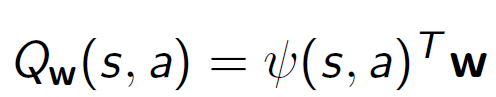 Q_𝐰(s, a) = ψ(s, a)^T 𝐰